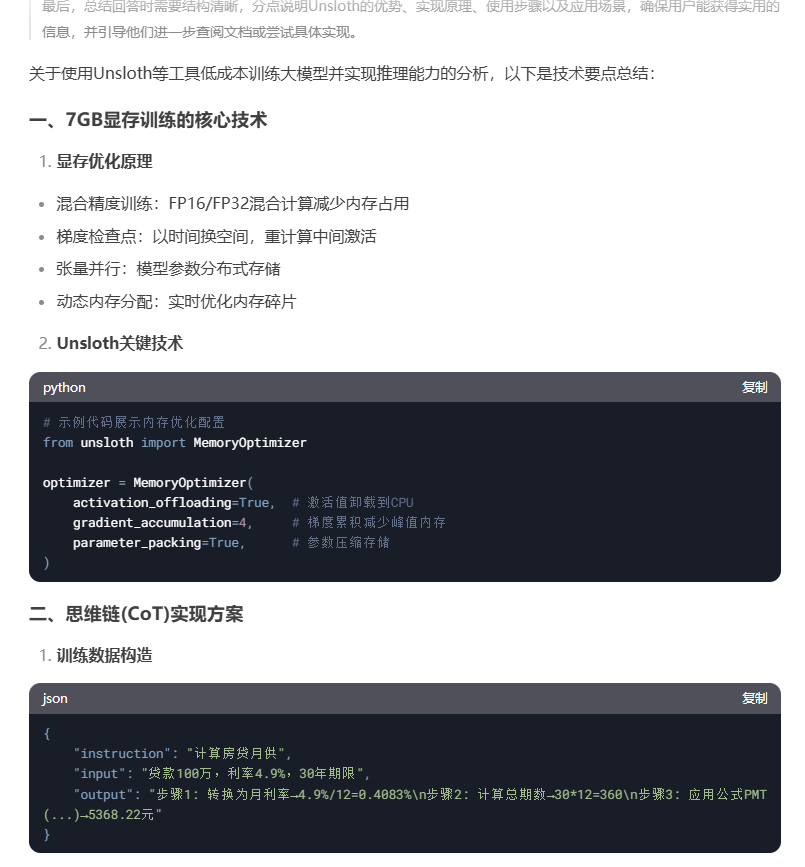 最后，总结回答时需要结构清晰，分点说明Unsloth的优势、实现原理、使用步骤以及应用场景，确保用户能获得实用的
信息，并引导他们进一步查阅文档或尝试具体实现。
关于使用Unsloth等工具低成本训练大模型并实现推理能力的分析，以下是技术要点总结：
一、7GB显存训练的核心技术
1. 显存优化原理
• 混合精度训练：FP16/FP32混合计算减少内存占用
• 梯度检查点：以时间换空间，重计算中间激活
• 张量并行：模型参数分布式存储
• 动态内存分配：实时优化内存碎片
2. Unsloth关键技术
python 复制
# 示例代码展示内存优化配置
from unsloth import MemoryOptimizer
optimizer = MemoryOptimizer(
activation_offloading=True, # 激活值卸载到CPU
gradient_accumulation=4, # 梯度累积减少峰值内存
parameter_packing=True, # 参数压缩存储
)
二、思维链(CoT)实现方案
1. 训练数据构造
json 复制
{
"instruction": "计算房贷月供",
"input": "贷款100万，利率4.9%，30年期限",
"output": "步骤1：转换为月利率→4.9%/12=0.4083%\n步骤2：计算总期数→30*12=360\n步骤3：应用公式PMT
(...)→5368.22元"
}